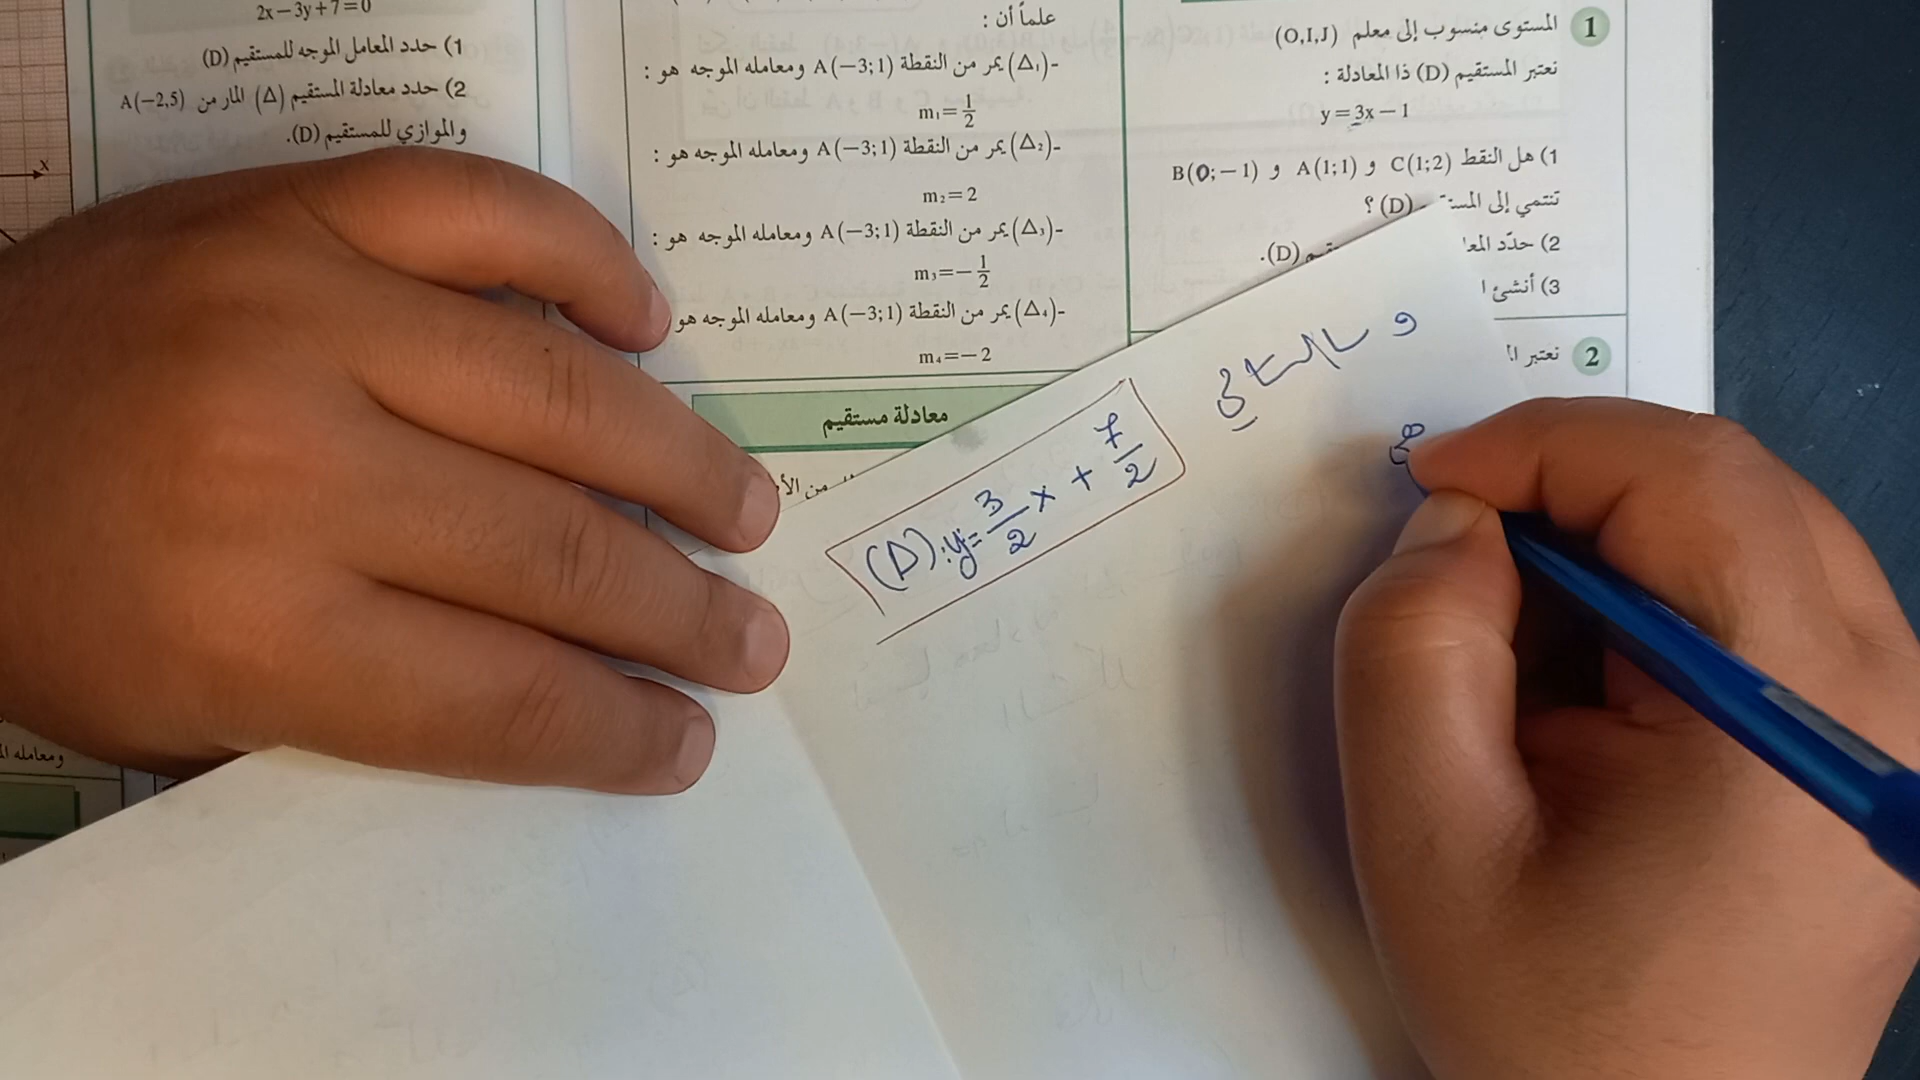 1
المستوى منسوب إلى معلم (O,I,J)
نعتبر المستقيم (D) ذا المعادلة :
y = 3x − 1
1) هل النقط C(1;2) و A(1;1) و B(0;−1)
تنتمي إلى (D) ؟
2) حدّد (D).
3) أنشئ
2
نعتبر
علماً أن :
-(Δ₁) يمر من النقطة A(−3;1) ومعامله الموجه هو :
m₁ = 1/2
-(Δ₂) يمر من النقطة A(−3;1) ومعامله الموجه هو :
m₂ = 2
-(Δ₃) يمر من النقطة A(−3;1) ومعامله الموجه هو :
m₃ = − 1/2
-(Δ₄) يمر من النقطة A(−3;1) ومعامله الموجه هو
m₄ = − 2
معادلة مستقيم
من
2x − 3y + 7 = 0
1) حدد المعامل الموجه للمستقيم (D)
2) حدد معادلة المستقيم (Δ) المار من A(−2,5)
والموازي للمستقيم (D).
x
ومعامله
و بالتالي
(D): y = 3/2 x + 7/2